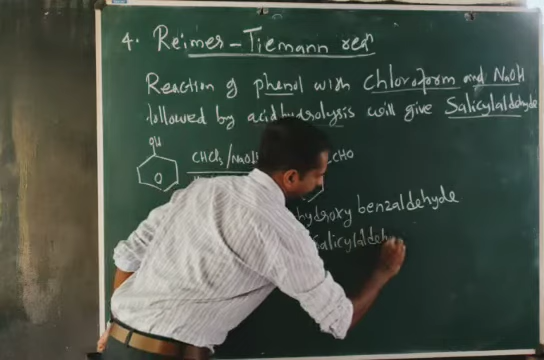 4. Reimer - Tiemann reaⁿ
Reaction of phenol with Chloroform and NaOH
followed by acid hydrolysis will give Salicylaldehyde
OH
CHCl₃/NaOH
CHO
hydroxy benzaldehyde
Salicylaldehy